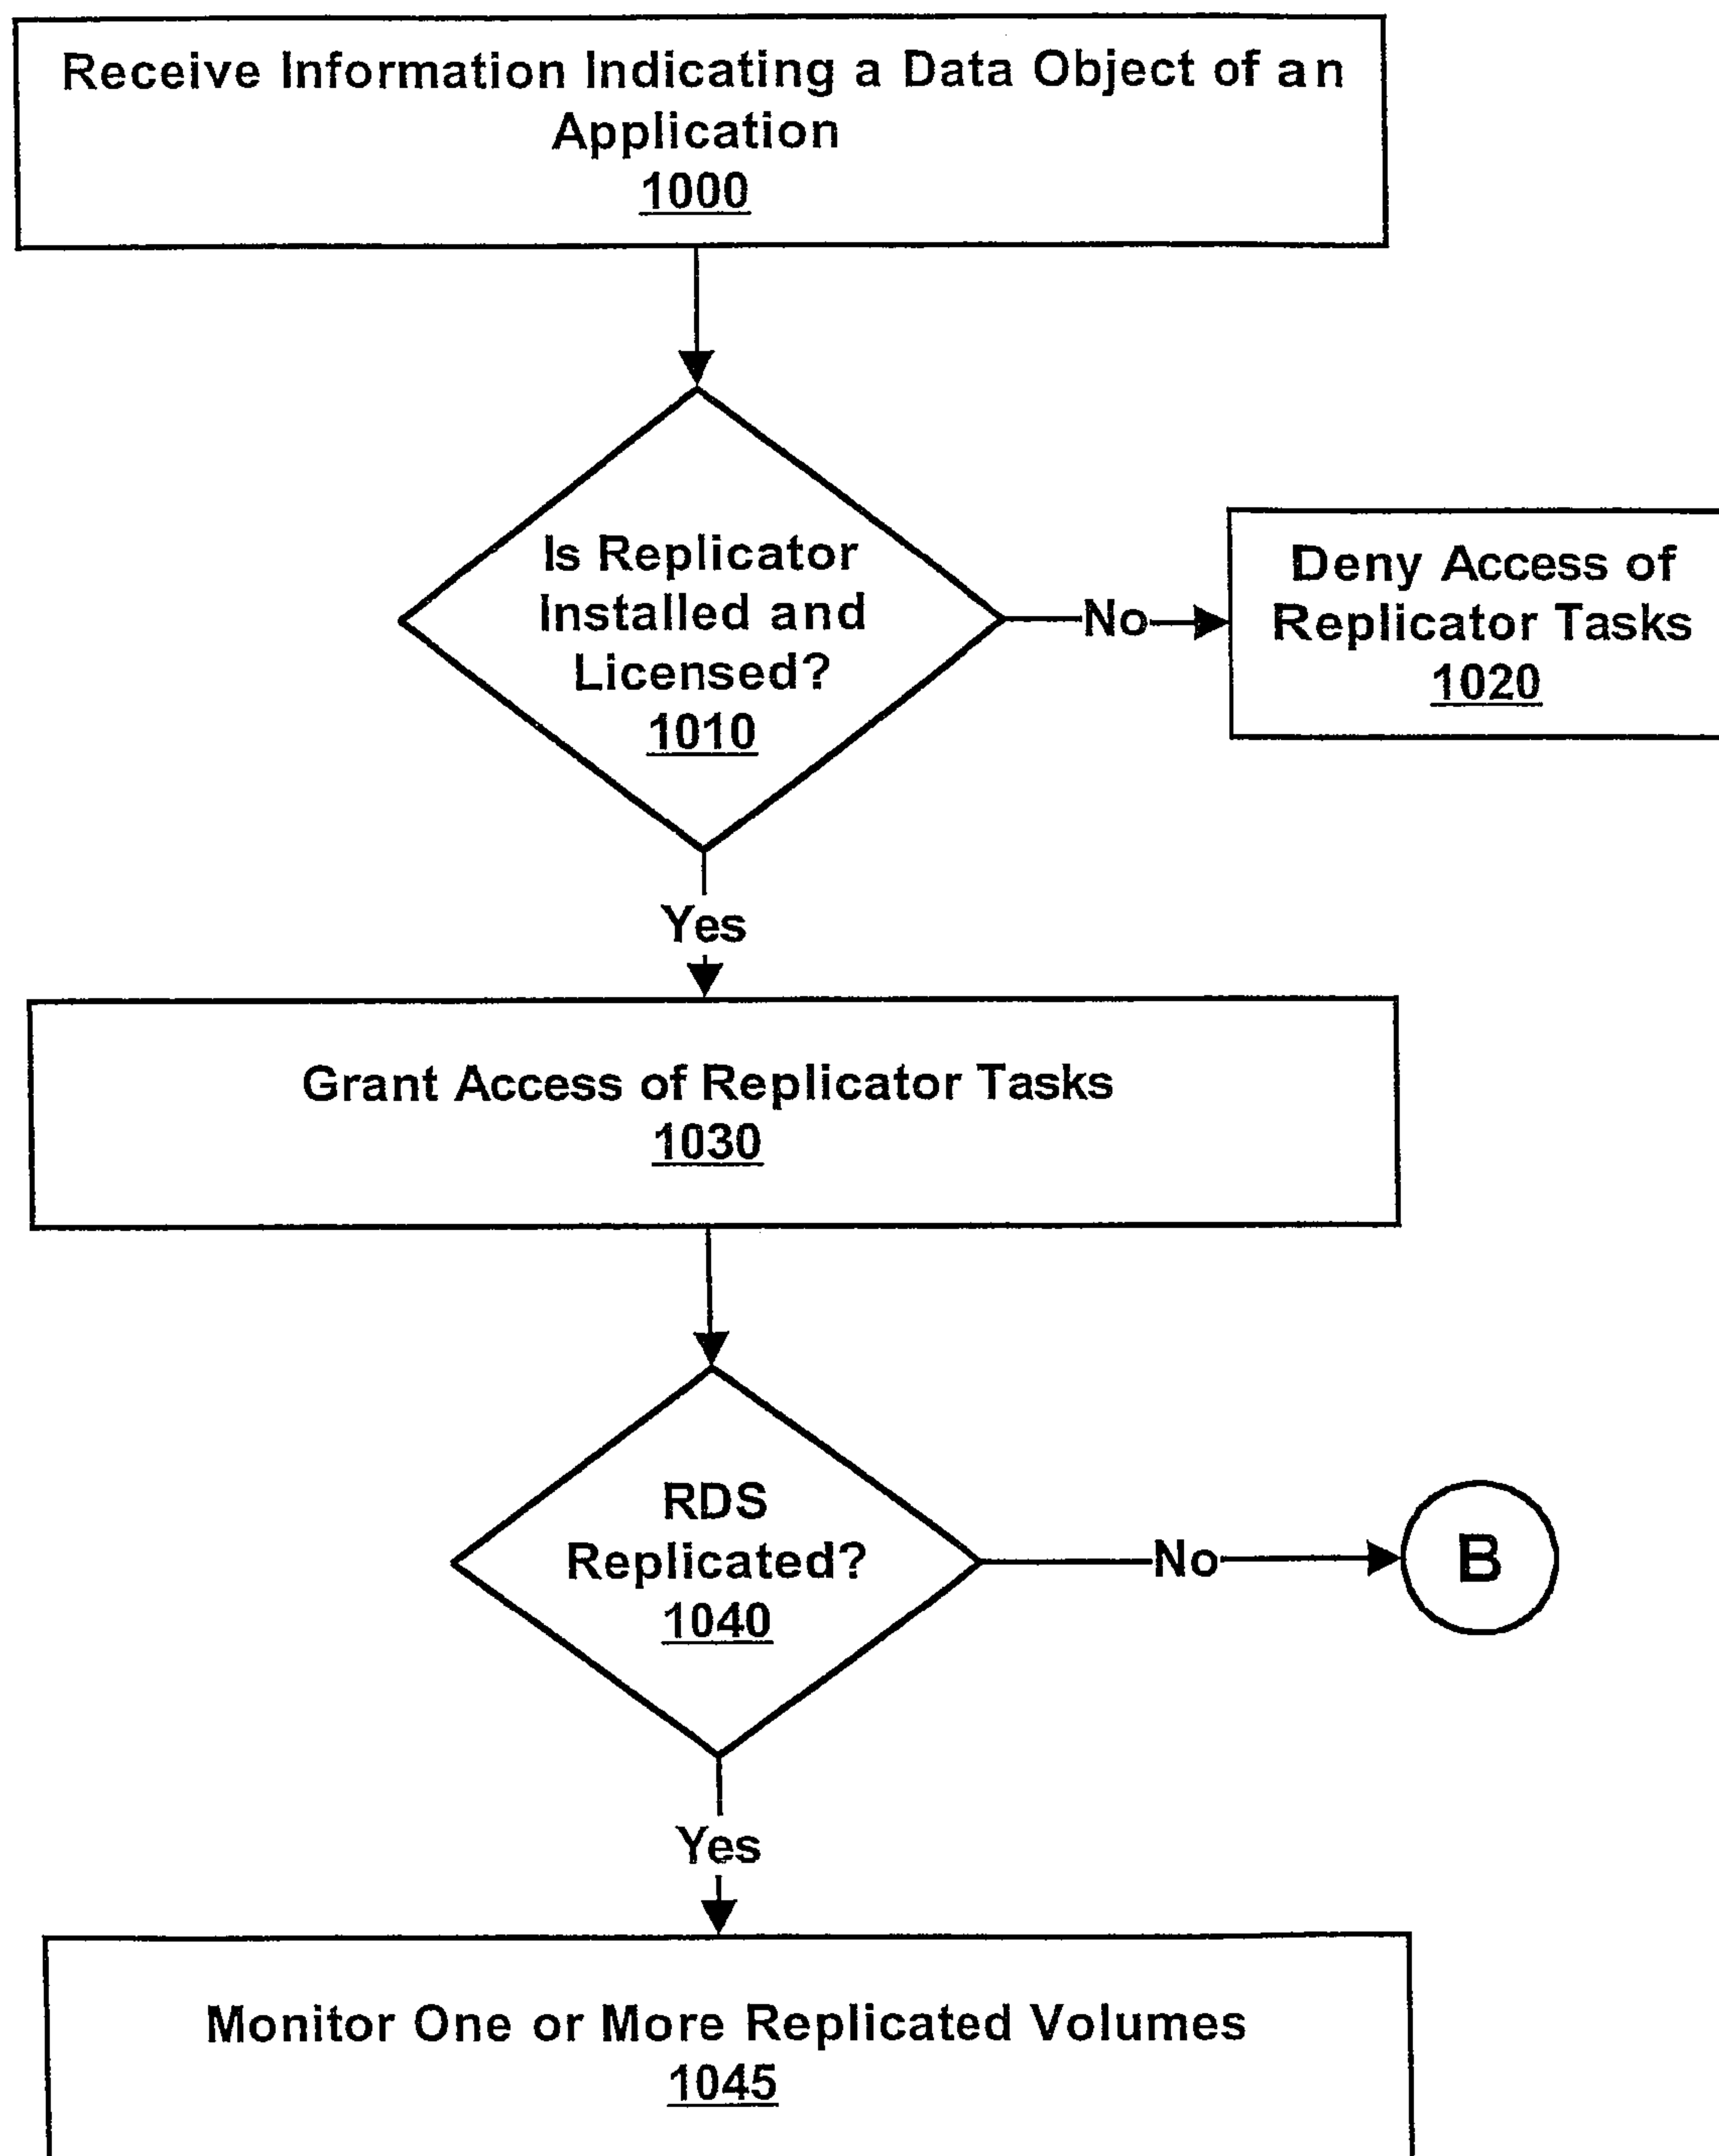 Receive Information Indicating a Data Object of an
Application
1000
Is Replicator
Installed and
Licensed?
1010
No
Deny Access of
Replicator Tasks
1020
Yes
Grant Access of Replicator Tasks
1030
RDS
Replicated?
1040
No
B
Yes
Monitor One or More Replicated Volumes
1045